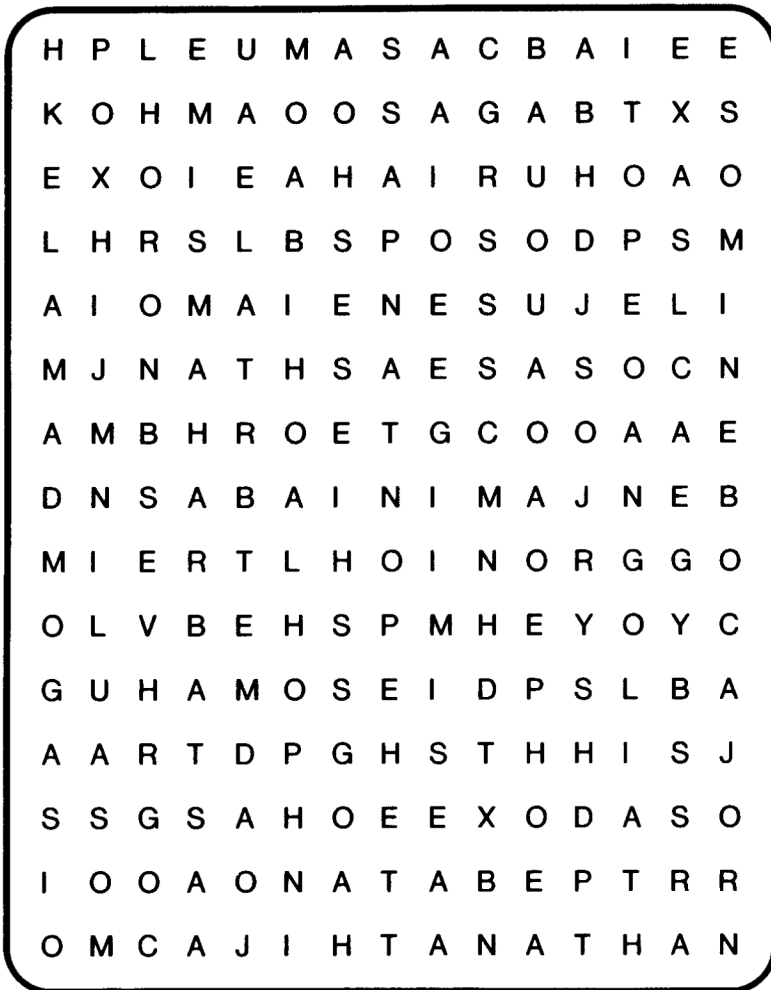 H P L E U M A S A C B A I E E
K O H M A O O S A G A B T X S
E X O I E A H A I R U H O A O
L H R S L B S P O S O D P S M
A I O M A I E N E S U J E L I
M J N A T H S A E S A S O C N
A M B H R O E T G C O O A A E
D N S A B A I N I M A J N E B
M I E R T L H O I N O R G G O
O L V B E H S P M H E Y O Y C
G U H A M O S E I D P S L B A
A A R T D P G H S T H H I S J
S S G S A H O E E X O D A S O
I O O A O N A T A B E P T R R
O M C A J I H T A N A T H A N